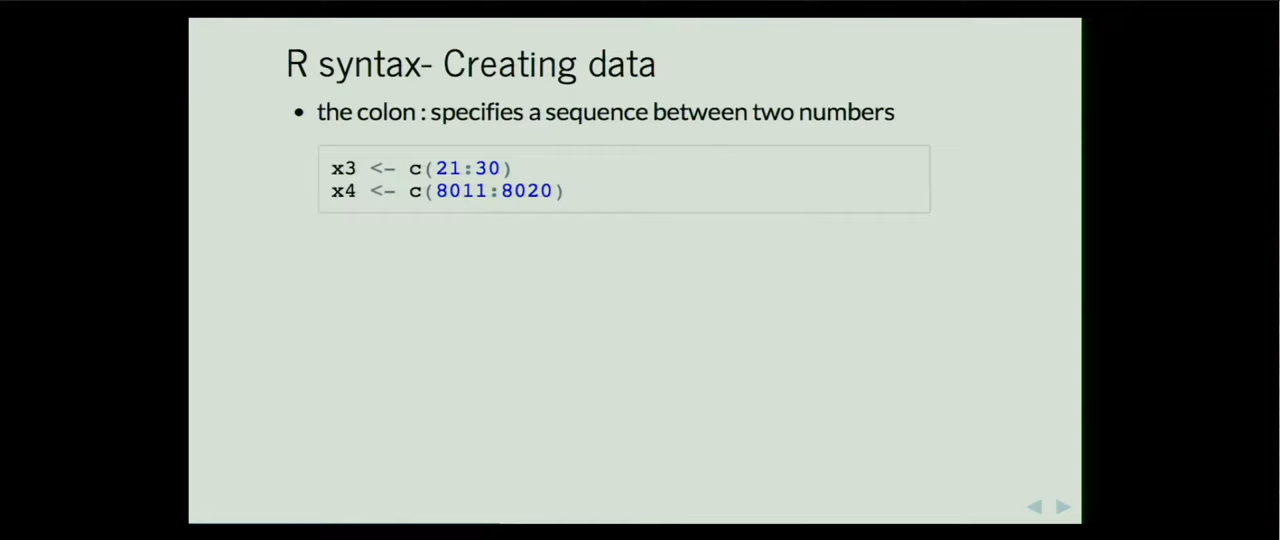 R syntax- Creating data
• the colon : specifies a sequence between two numbers
x3 <- c(21:30)
x4 <- c(8011:8020)